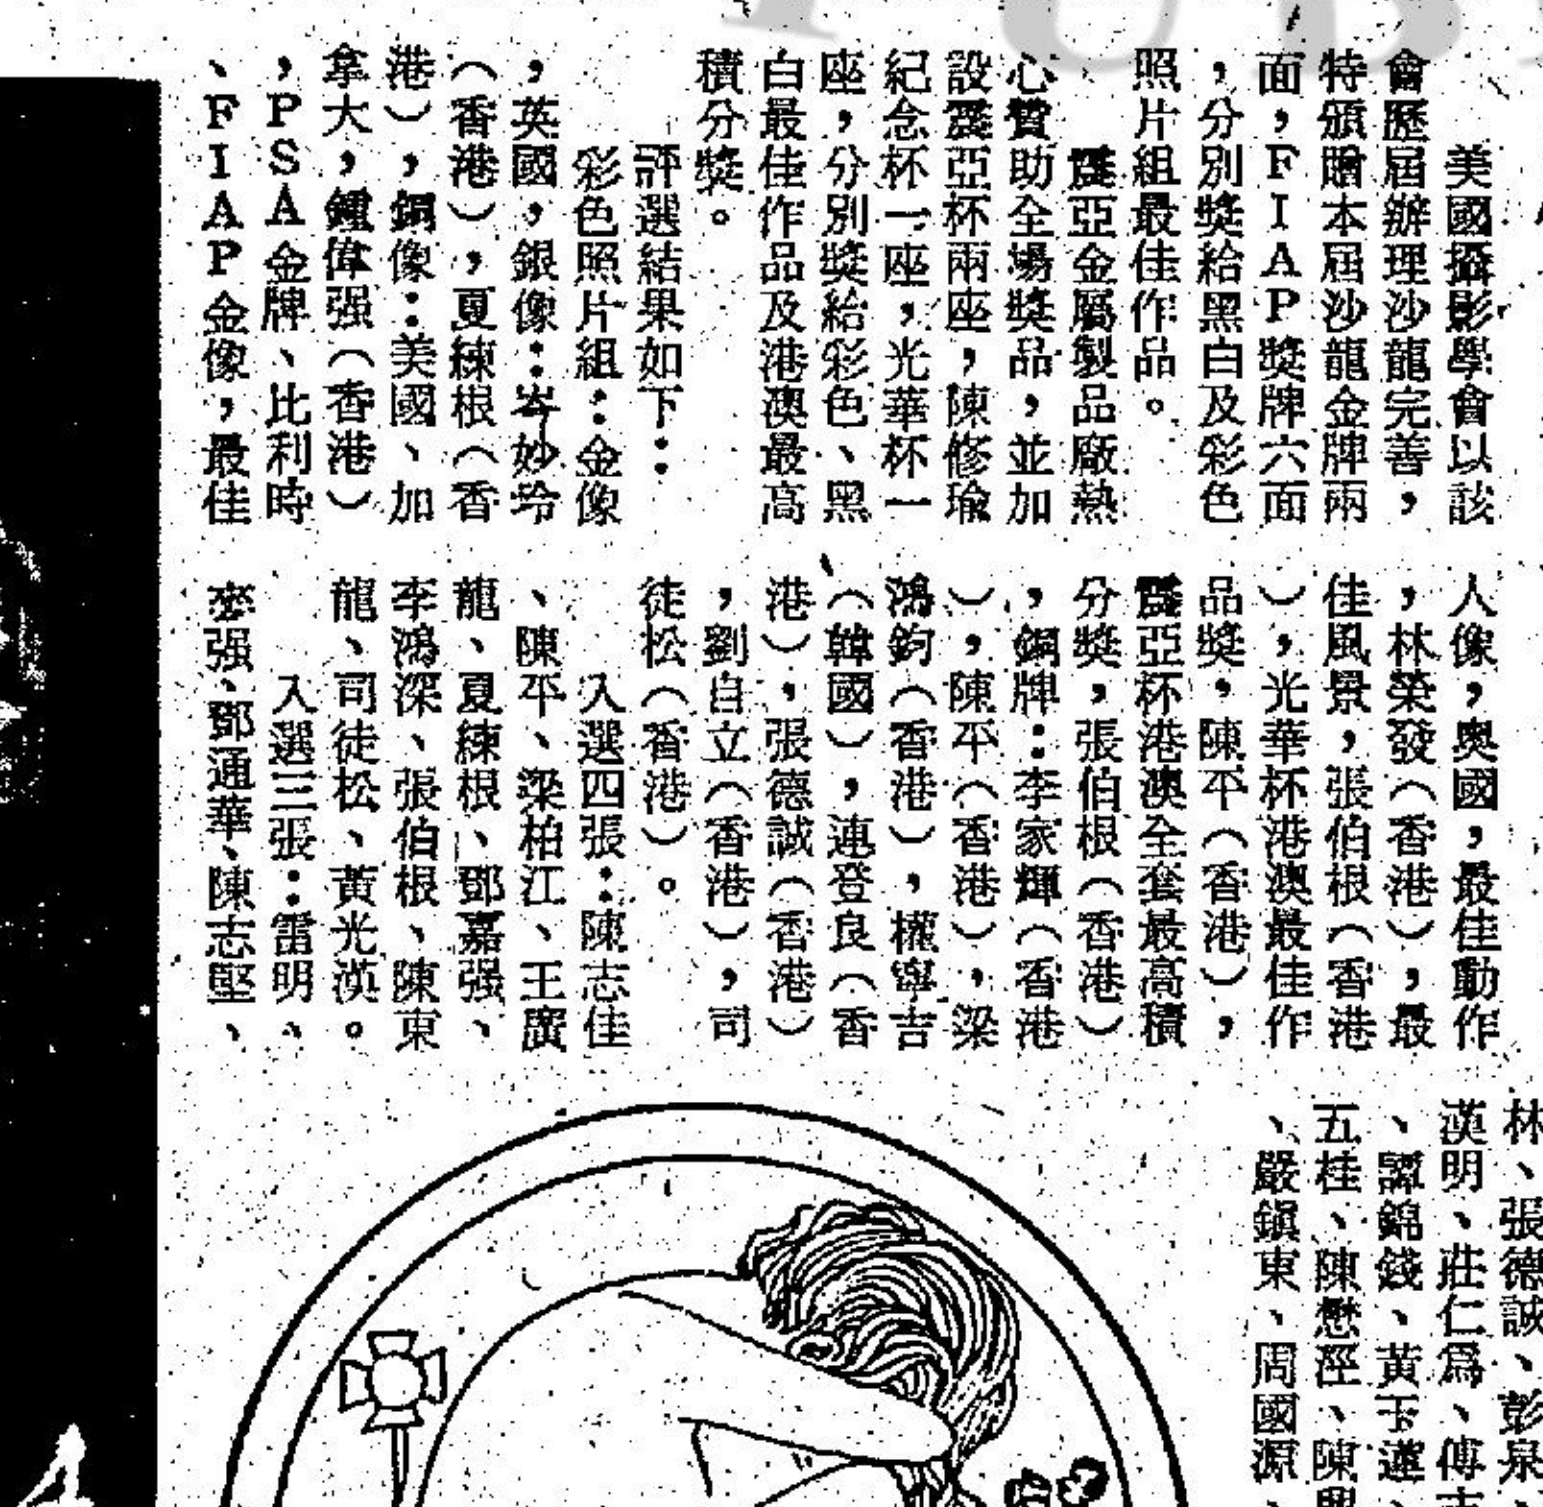 美國攝影學會以該
會歷屆辦理沙龍完善，
特頒贈本屆沙龍金牌兩
面，ＦＩＡＰ獎牌六面
，分別獎給黑白及彩色
照片組最佳作品。
震亞金屬製品廠熱
心贊助全場獎品，並加
設震亞杯兩座，陳修瑜
紀念杯一座，光華杯一
座，分別獎給彩色、黑
白最佳作品及港澳最高
積分獎。
評選結果如下：
彩色照片組：金像
，英國，銀像：岑妙玲
（香港），夏練根（香
港），銅像：美國、加
拿大，鍾偉强（香港）
，ＰＳＡ金牌、比利時
、ＦＩＡＰ金像，最佳
人像，奧國，最佳動作
，林榮發（香港），最
佳風景，張伯根（香港
），光華杯港澳最佳作
品獎，陳平（香港），
震亞杯港澳全套最高積
分獎，張伯根（香港）
，銅牌：李家輝（香港
），陳平（香港），梁
鴻鈞（香港），權寧吉
（韓國），連登良（香
港），張德誠（香港）
，劉自立（香港），司
徒松（香港）。
入選四張：陳志佳
、陳平、梁柏江、王廣
龍、夏練根、鄧嘉强、
李鴻深、張伯根、陳東
龍、司徒松、黃光漢。
入選三張：雷明、
麥强、鄧通華、陳志堅、
林、張德誠、彭泉、
漢明、莊仁爲、傅志
、譚錦錢、黃玉蓮、
五桂、陳懋滙、陳
、嚴鎮東、周國源、